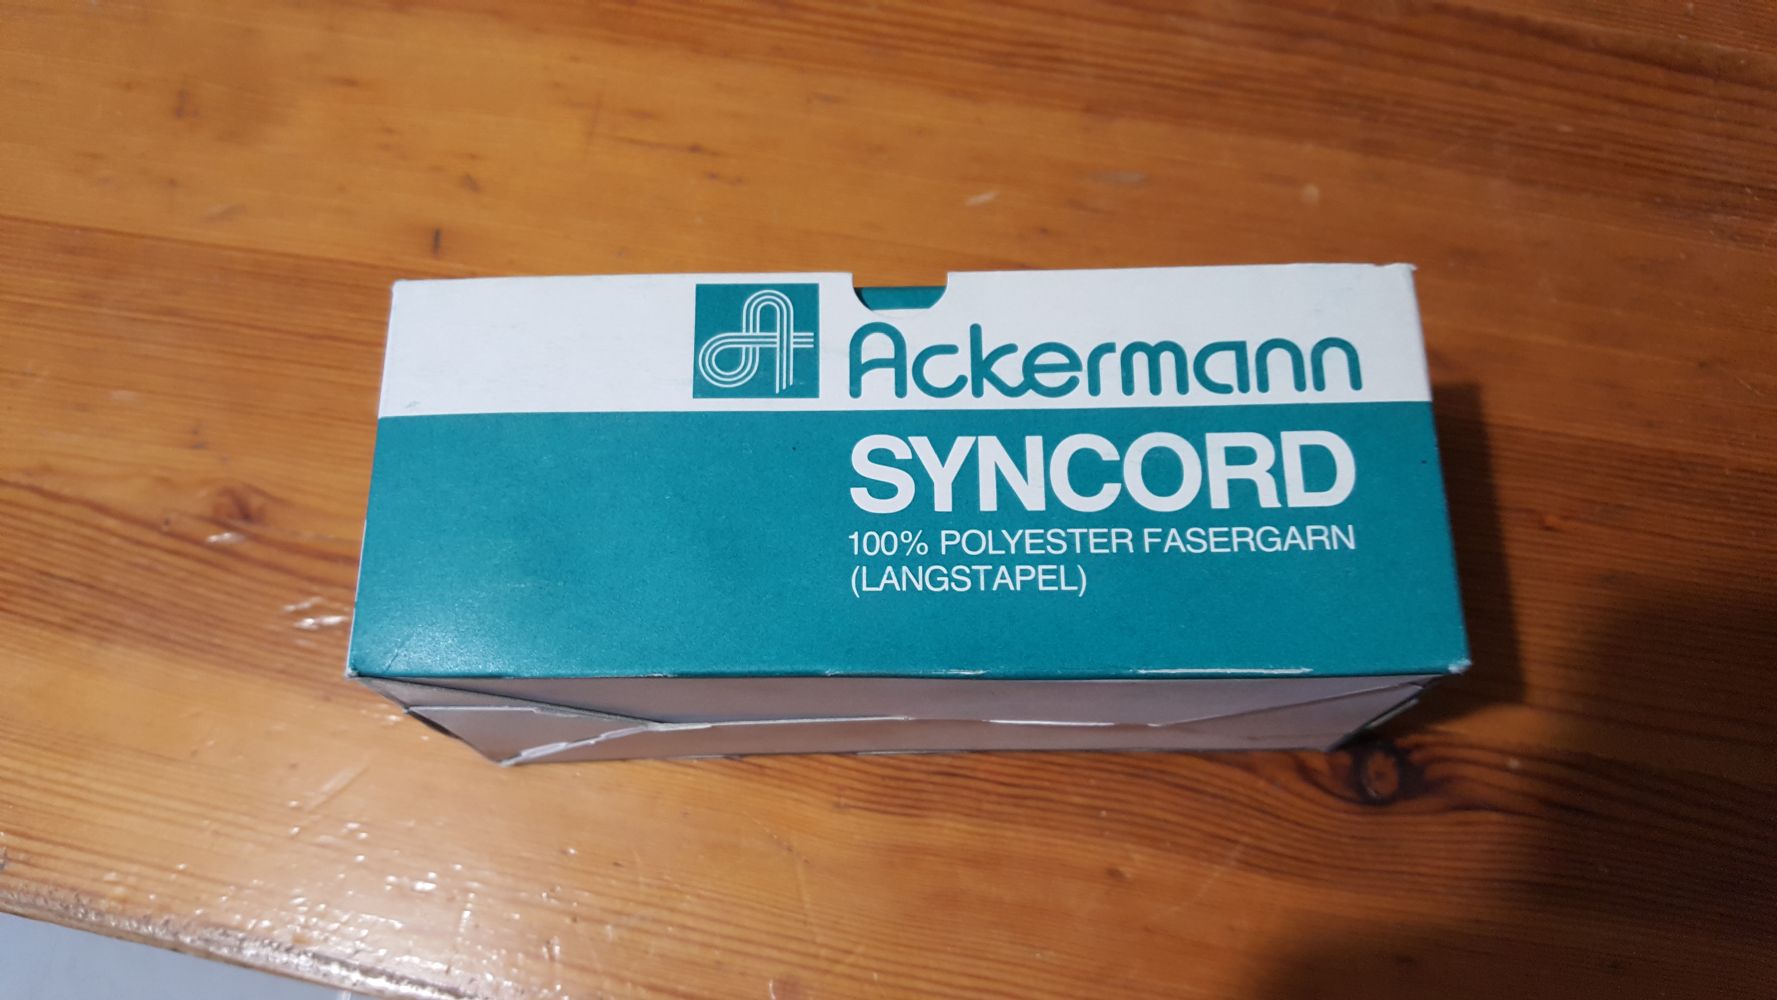 Ackermann
SYNCORD
100% POLYESTER FASERGARN
(LANGSTAPEL)